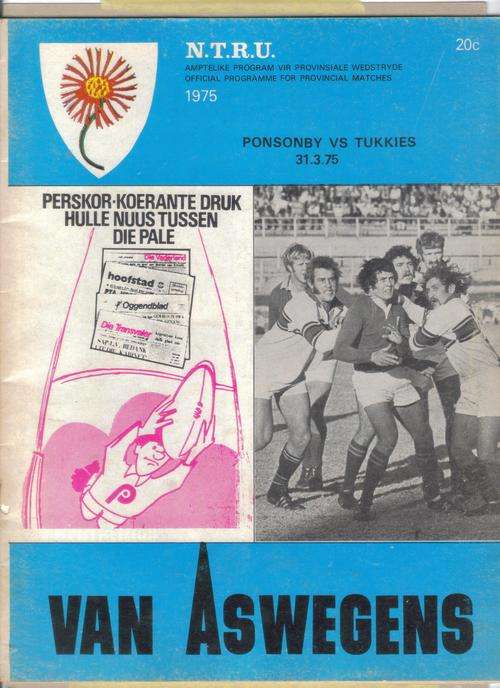 N.T.R.U.
20c
AMPTELIKE PROGRAM VIR PROVINSIALE WEDSTRYDE
OFFICIAL PROGRAMME FOR PROVINCIAL MATCHES
1975
PONSONBY VS TUKKIES
31.3.75
PERSKOR-KOERANTE DRUK
HULLE NUUS TUSSEN
DIE PALE
Die Vaderland
hoofstad
PTA
Oggendblad
Die Transvaler
P
VAN ASWEGENS